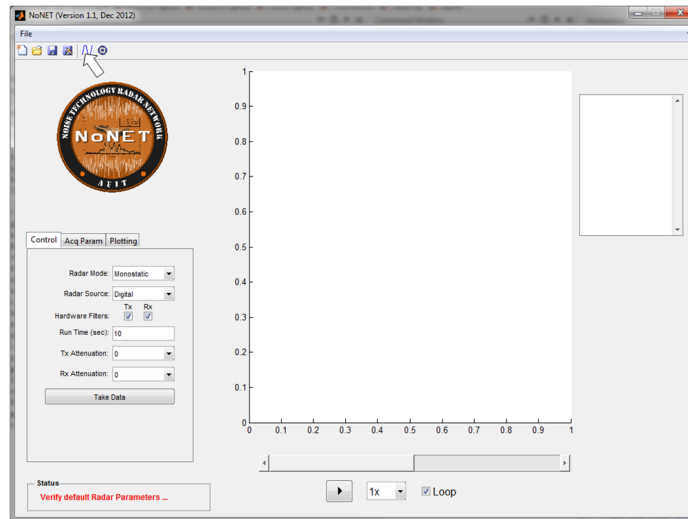 NoNET (Version 1.1, Dec 2012)
File
NOISE TECHNOLOGY RADAR NETWORK
NoNET
AFIT
Control
Acq Param
Plotting
Radar Mode: Monostatic
Radar Source: Digital
Tx Rx
Hardware Filters:
Run Time (sec): 10
Tx Attenuation: 0
Rx Attenuation: 0
Take Data
Status
Verify default Radar Parameters ...
1
0.9
0.8
0.7
0.6
0.5
0.4
0.3
0.2
0.1
0
0 0.1 0.2 0.3 0.4 0.5 0.6 0.7 0.8 0.9 1
1x
Loop